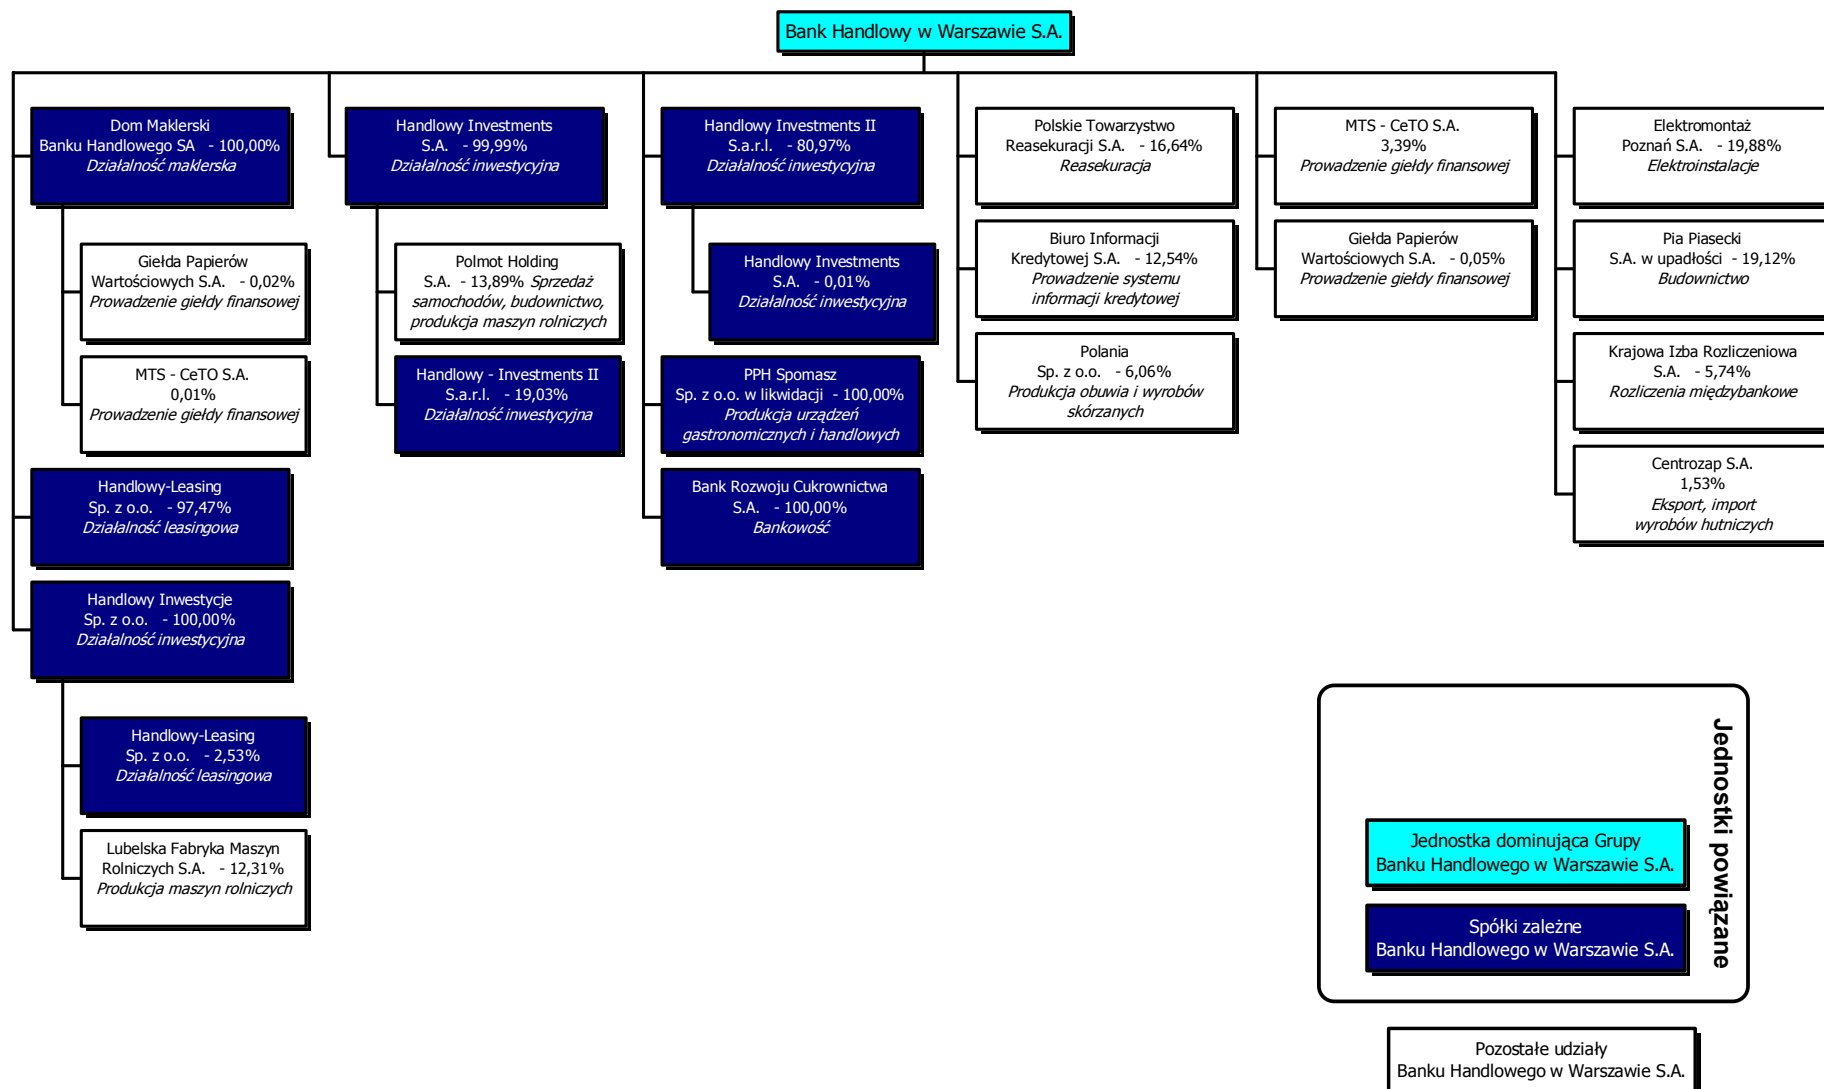 Bank Handlowy w Warszawie S.A.
Dom Maklerski
Banku Handlowego SA - 100,00%
Działalność maklerska
Giełda Papierów
Wartościowych S.A. - 0,02%
Prowadzenie giełdy finansowej
MTS - CeTO S.A.
0,01%
Prowadzenie giełdy finansowej
Handlowy-Leasing
Sp. z o.o. - 97,47%
Działalność leasingowa
Handlowy Inwestycje
Sp. z o.o. - 100,00%
Działalność inwestycyjna
Handlowy-Leasing
Sp. z o.o. - 2,53%
Działalność leasingowa
Lubelska Fabryka Maszyn
Rolniczych S.A. - 12,31%
Produkcja maszyn rolniczych
Handlowy Investments
S.A. - 99,99%
Działalność inwestycyjna
Polmot Holding
S.A. - 13,89% Sprzedaż
samochodów, budownictwo,
produkcja maszyn rolniczych
Handlowy - Investments II
S.a.r.l. - 19,03%
Działalność inwestycyjna
Handlowy Investments II
S.a.r.l. - 80,97%
Działalność inwestycyjna
Handlowy Investments
S.A. - 0,01%
Działalność inwestycyjna
PPH Spomasz
Sp. z o.o. w likwidacji - 100,00%
Produkcja urządzeń
gastronomicznych i handlowych
Bank Rozwoju Cukrownictwa
S.A. - 100,00%
Bankowość
Polskie Towarzystwo
Reasekuracji S.A. - 16,64%
Reasekuracja
Biuro Informacji
Kredytowej S.A. - 12,54%
Prowadzenie systemu
informacji kredytowej
Polania
Sp. z o.o. - 6,06%
Produkcja obuwia i wyrobów
skórzanych
MTS - CeTO S.A.
3,39%
Prowadzenie giełdy finansowej
Giełda Papierów
Wartościowych S.A. - 0,05%
Prowadzenie giełdy finansowej
Elektromontaż
Poznań S.A. - 19,88%
Elektroinstalacje
Pia Piasecki
S.A. w upadłości - 19,12%
Budownictwo
Krajowa Izba Rozliczeniowa
S.A. - 5,74%
Rozliczenia międzybankowe
Centrozap S.A.
1,53%
Eksport, import
wyrobów hutniczych
Jednostki powiązane
Jednostka dominująca Grupy
Banku Handlowego w Warszawie S.A.
Spółki zależne
Banku Handlowego w Warszawie S.A.
Pozostałe udziały
Banku Handlowego w Warszawie S.A.